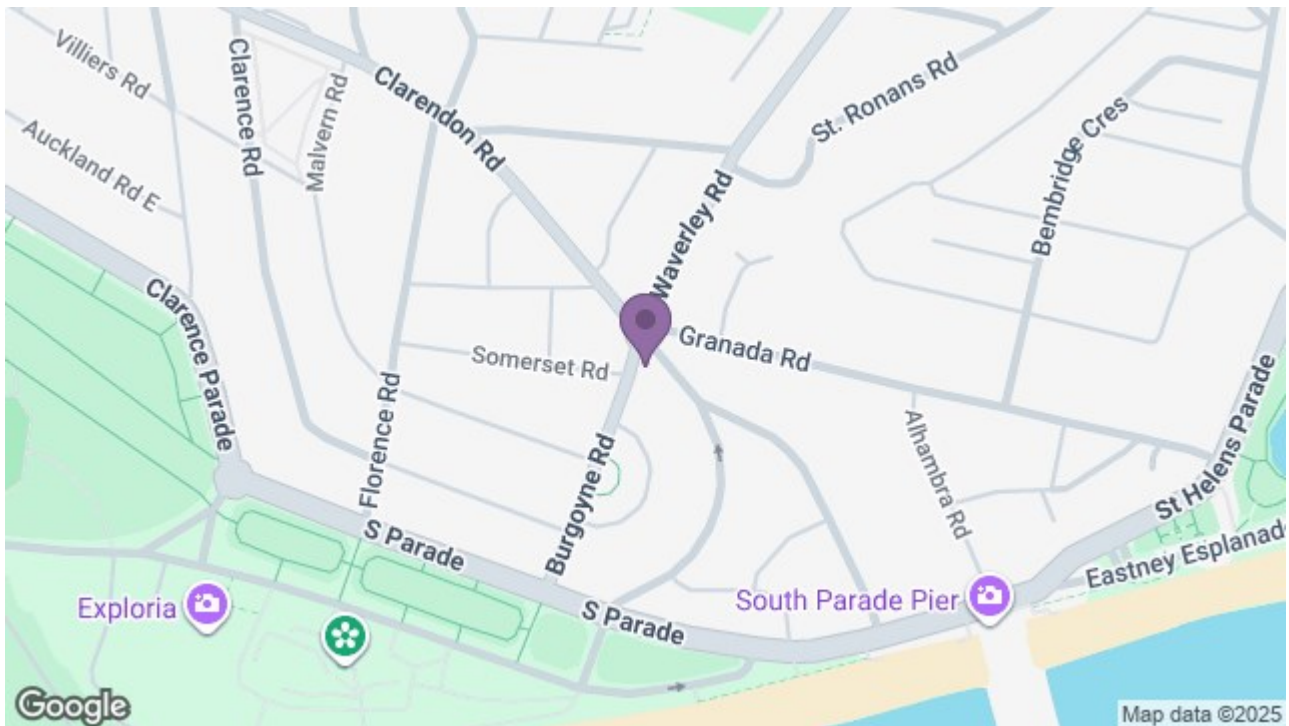 Villiers Rd
Clarence Rd
Malvern Rd
Clarendon Rd
St. Ronans Rd
Bembridge Cres
Auckland Rd E
Waverley Rd
Clarence Parade
Granada Rd
Somerset Rd
Florence Rd
Alhambra Rd
St Helens Parade
Burgoyne Rd
S Parade
Eastney Esplanade
Exploria
South Parade Pier
S Parade
Google
Map data ©2025